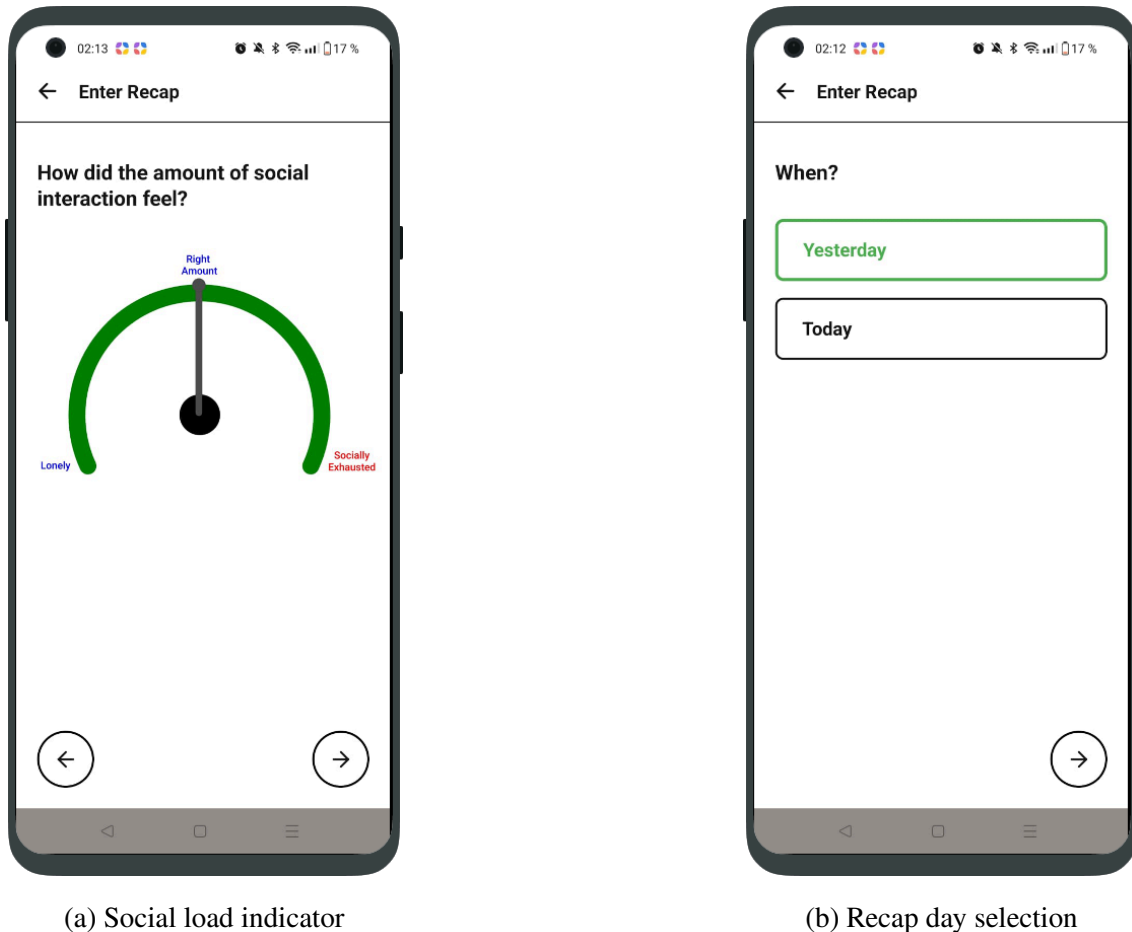 02:13
17 %
Enter Recap
How did the amount of social
interaction feel?
Right
Amount
Lonely
Socially
Exhausted
(a) Social load indicator
02:12
17 %
Enter Recap
When?
Yesterday
Today
(b) Recap day selection